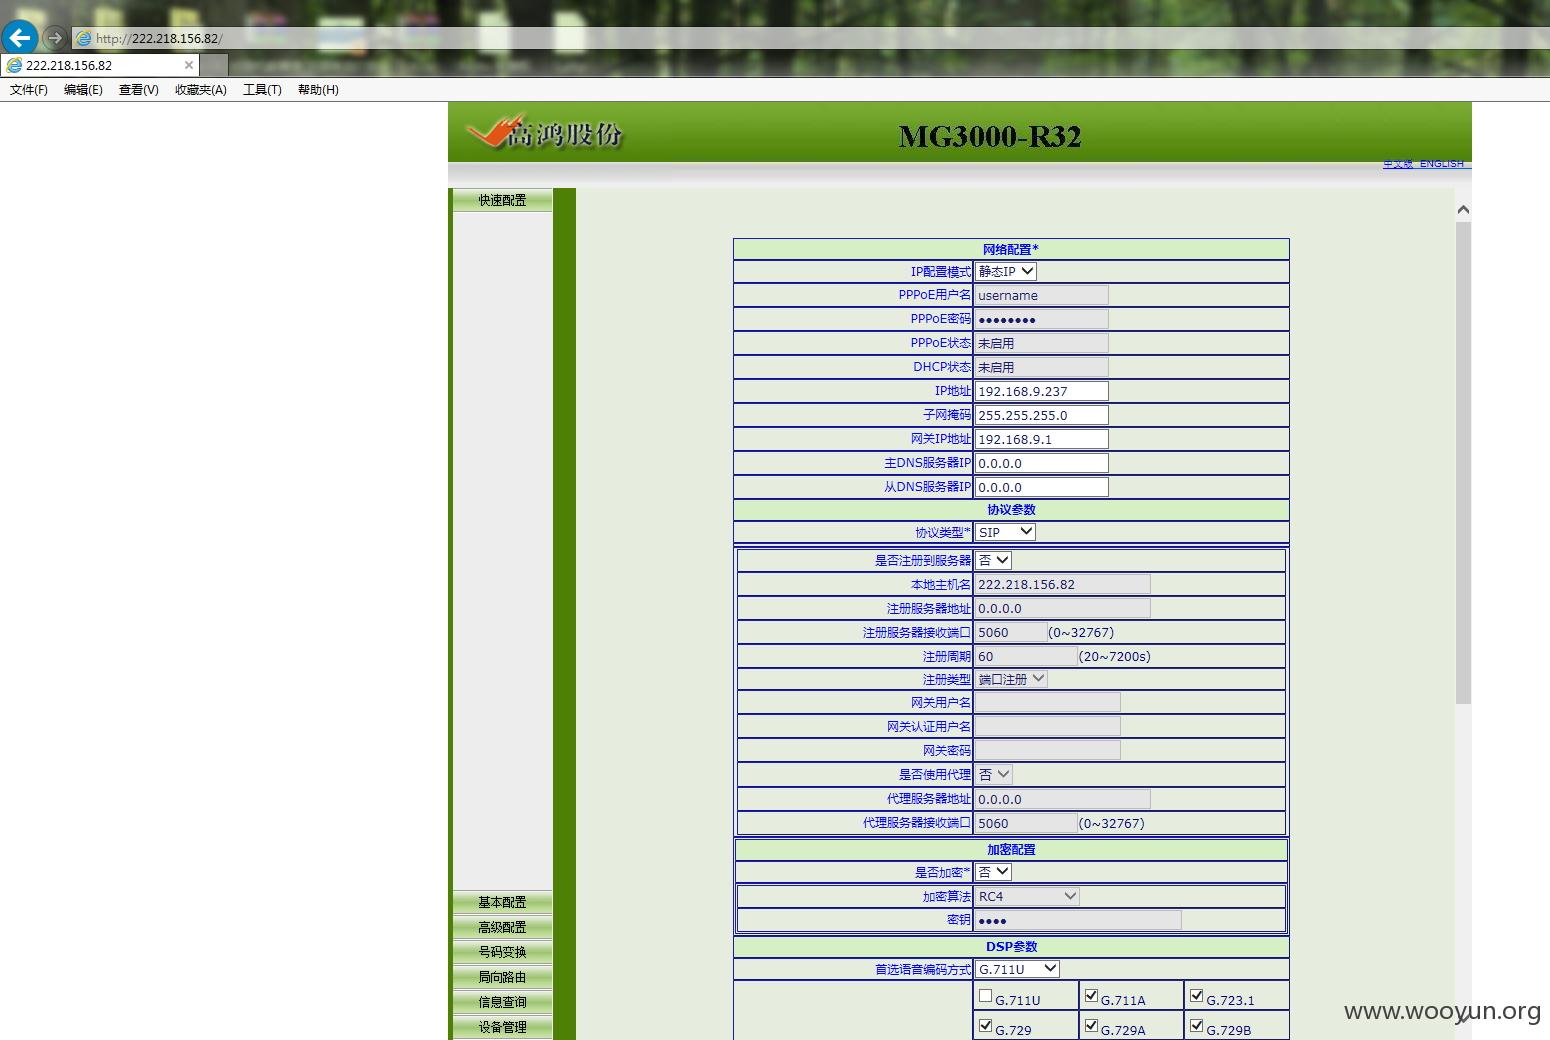 http://222.218.156.82/
222.218.156.82
文件(F) 编辑(E) 查看(V) 收藏夹(A) 工具(T) 帮助(H)
高鸿股份
MG3000-R32
中文版 ENGLISH
快速配置
网络配置*
IP配置模式 静态IP
PPPoE用户名 username
PPPoE密码 ●●●●●●●●
PPPoE状态 未启用
DHCP状态 未启用
IP地址 192.168.9.237
子网掩码 255.255.255.0
网关IP地址 192.168.9.1
主DNS服务器IP 0.0.0.0
从DNS服务器IP 0.0.0.0
协议参数
协议类型* SIP
是否注册到服务器 否
本地主机名 222.218.156.82
注册服务器地址 0.0.0.0
注册服务器接收端口 5060 (0~32767)
注册周期 60 (20~7200s)
注册类型 端口注册
网关用户名
网关认证用户名
网关密码
是否使用代理 否
代理服务器地址 0.0.0.0
代理服务器接收端口 5060 (0~32767)
加密配置
是否加密* 否
加密算法 RC4
密钥 ●●●●
DSP参数
首选语音编码方式 G.711U
G.711U G.711A G.723.1
G.729 G.729A G.729B
基本配置
高级配置
号码变换
局向路由
信息查询
设备管理
www.wooyun.org